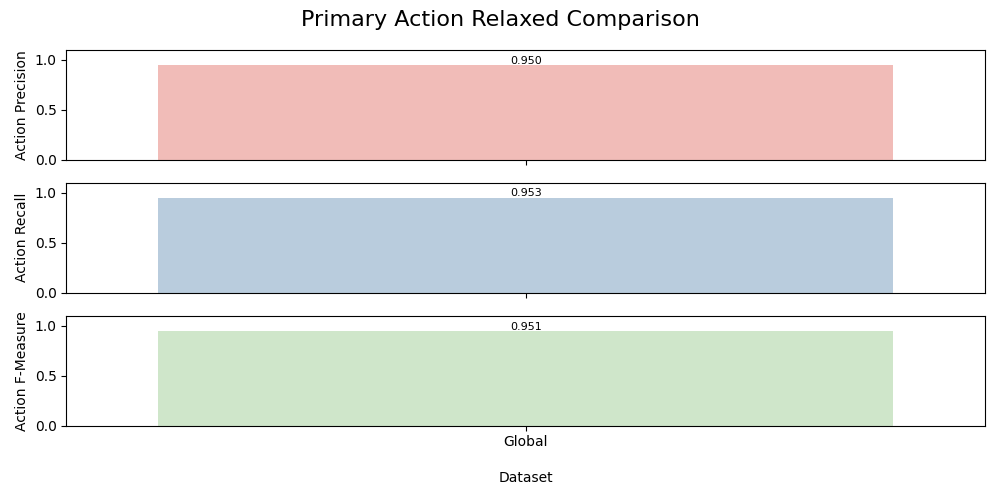 Primary Action Relaxed Comparison
Action Precision
1.0
0.5
0.0
0.950
Action Recall
1.0
0.5
0.0
0.953
Action F-Measure
1.0
0.5
0.0
0.951
Global
Dataset